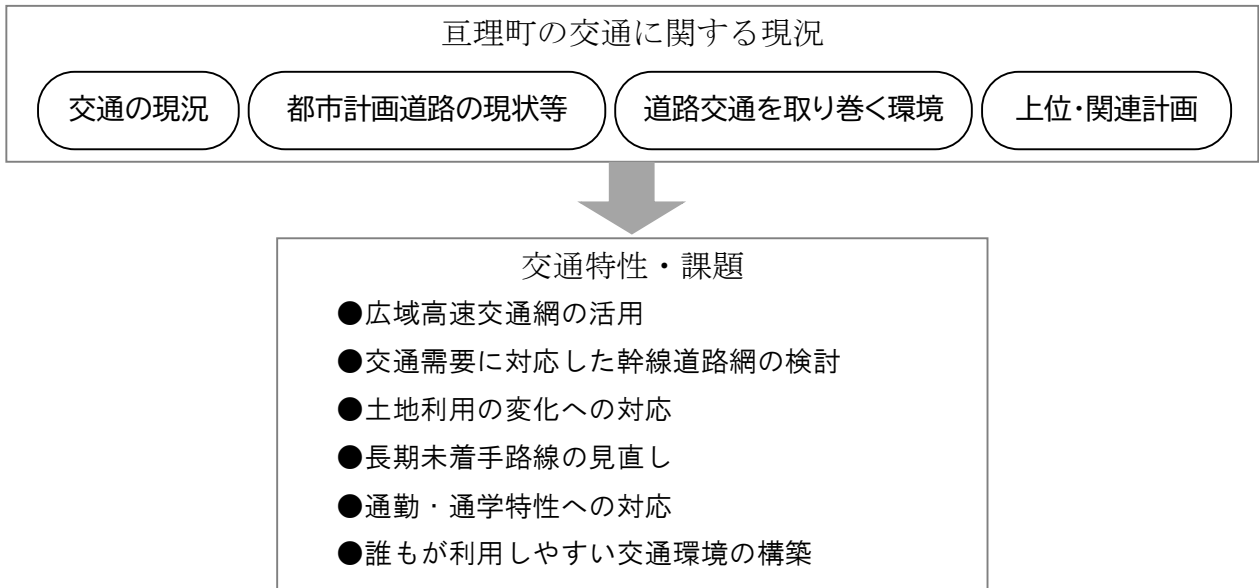 亘理町の交通に関する現況
交通の現況
都市計画道路の現状等
道路交通を取り巻く環境
上位・関連計画
交通特性・課題
●広域高速交通網の活用
●交通需要に対応した幹線道路網の検討
●土地利用の変化への対応
●長期未着手路線の見直し
●通勤・通学特性への対応
●誰もが利用しやすい交通環境の構築